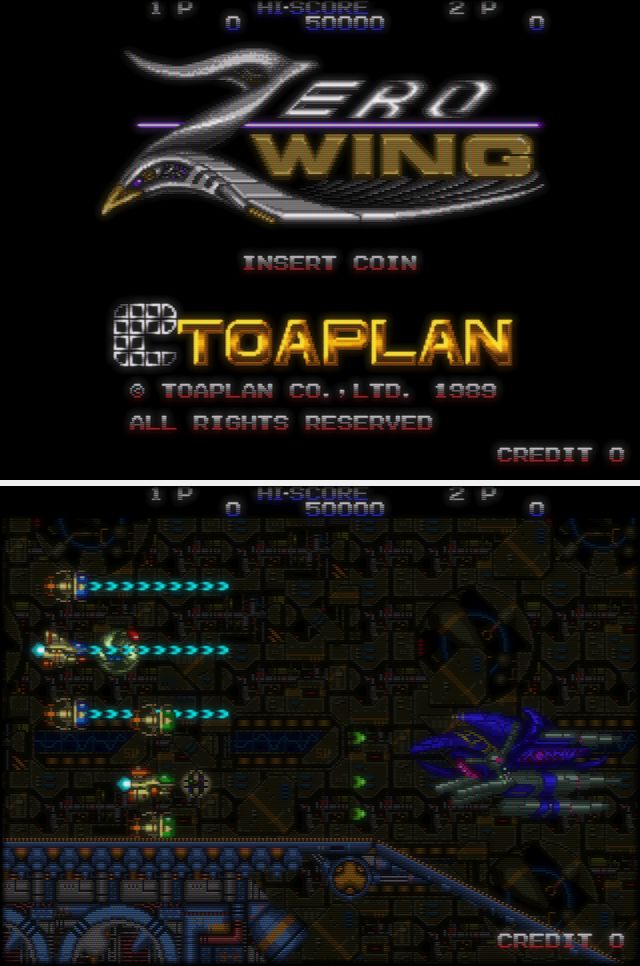 1 P HI-SCORE 2 P
0 50000 0
ZERO
WING
INSERT COIN
TOAPLAN
© TOAPLAN CO.,LTD. 1989
ALL RIGHTS RESERVED
CREDIT 0
1 P HI-SCORE 2 P
0 50000 0
CREDIT 0